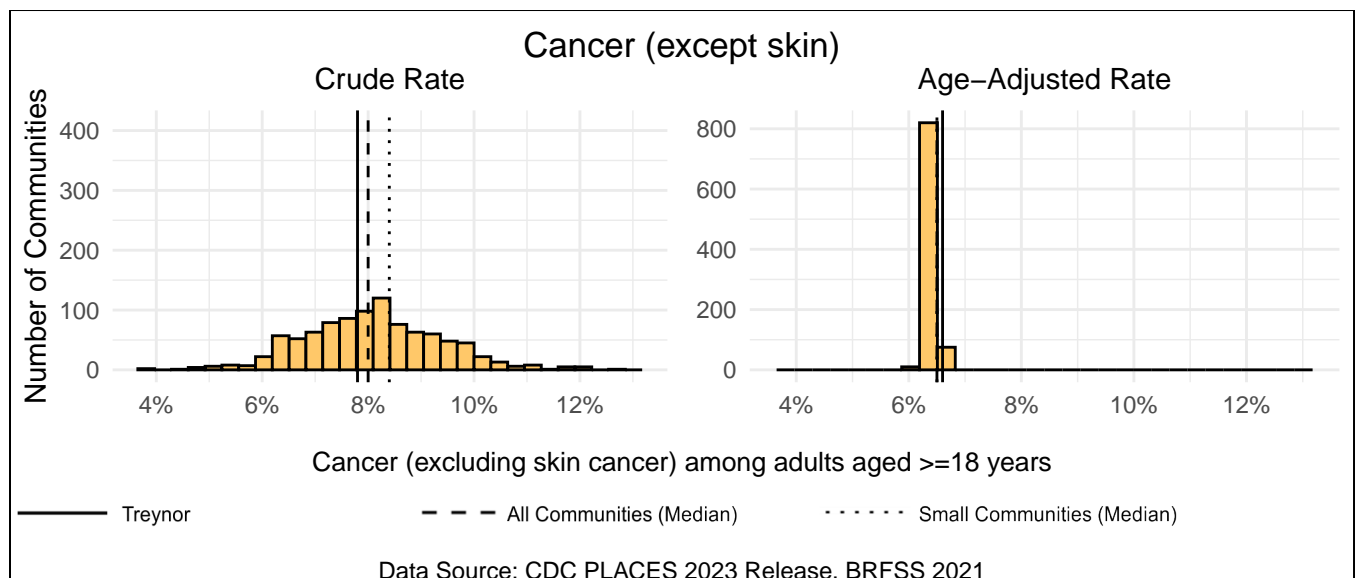 Cancer (except skin)
Crude Rate
Age−Adjusted Rate
Number of Communities
400
300
200
100
0
4%
6%
8%
10%
12%
800
600
400
200
0
4%
6%
8%
10%
12%
Cancer (excluding skin cancer) among adults aged >=18 years
Treynor
All Communities (Median)
Small Communities (Median)
Data Source: CDC PLACES 2023 Release, BRFSS 2021